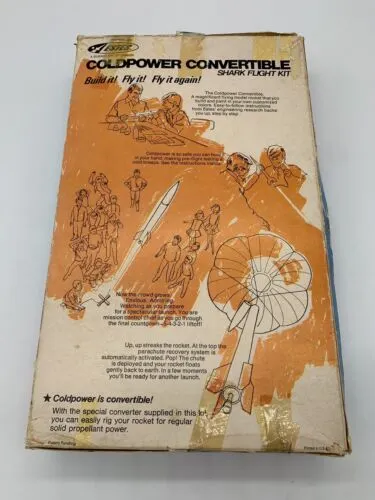 ESTES
COLDPOWER CONVERTIBLE
SHARK FLIGHT KIT
Build it! Fly it! Fly it again!
The Coldpower Convertible.
A magnificent flying model rocket that you
build and paint in your own customized
colors. Easy-to-follow instructions
from Estes' engineering research backs
you up, step by step.
Coldpower is so safe you can hold it
in your hand, making pre-flight testing a
cold breeze. See the instructions inside.
Now the crowd grows.
Envious. Admiring.
Watching as you prepare
for a spectacular launch. You are
mission control chief as you go through
the final countdown—5-4-3-2-1 liftoff!
Up, up streaks the rocket. At the top the
parachute recovery system is
automatically activated. Pop! The chute
is deployed and your rocket floats
gently back to earth. In a few moments
you'll be ready for another launch.
★ Coldpower is convertible!
With the special converter supplied in this kit,
you can easily rig your rocket for regular
solid propellant power.
Patent Pending